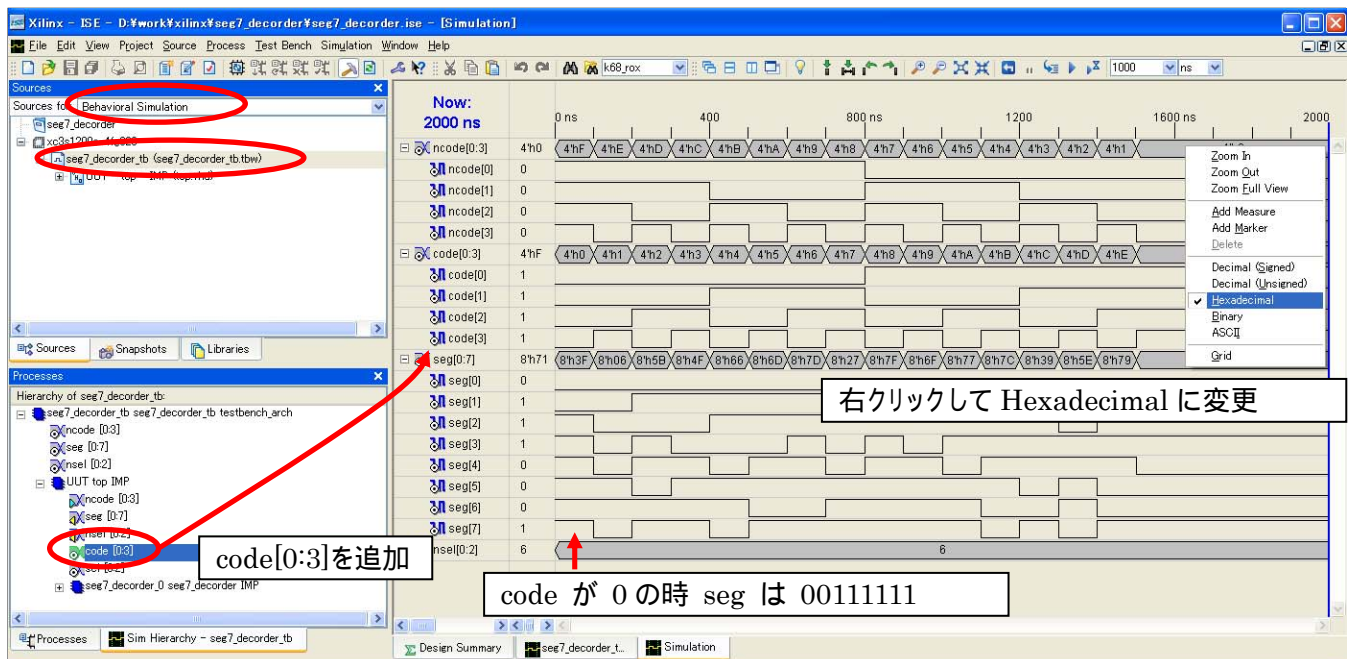 Xilinx - ISE - D:¥work¥xilinx¥seg7_decorder¥seg7_decorder.ise - [Simulation]
File Edit View Project Source Process Test Bench Simulation Window Help
k68_rox
1000
ns
Sources
Sources for: Behavioral Simulation
seg7_decorder
seg7_decorder_tb (seg7_decorder_tb.tbw)
Sources
Snapshots
Libraries
Processes
Hierarchy of seg7_decorder_tb:
seg7_decorder_tb seg7_decorder_tb testbench_arch
ncode [0:3]
seg [0:7]
nsel [0:2]
UUT top IMP
ncode [0:3]
seg [0:7]
nsel [0:2]
code [0:3]
sel [0:2]
seg7_decorder_0 seg7_decorder IMP
Processes
Sim Hierarchy - seg7_decorder_tb
code[0:3]を追加
Now:
2000 ns
0 ns 400 800 ns 1200 1600 ns 2000
ncode[0:3] 4'h0 4'hF 4'hE 4'hD 4'hC 4'hB 4'hA 4'h9 4'h8 4'h7 4'h6 4'h5 4'h4 4'h3 4'h2 4'h1
ncode[0] 0
ncode[1] 0
ncode[2] 0
ncode[3] 0
code[0:3] 4'hF 4'h0 4'h1 4'h2 4'h3 4'h4 4'h5 4'h6 4'h7 4'h8 4'h9 4'hA 4'hB 4'hC 4'hD 4'hE
code[0] 1
code[1] 1
code[2] 1
code[3] 1
seg[0:7] 8'h71 8'h3F 8'h06 8'h5B 8'h4F 8'h66 8'h6D 8'h7D 8'h27 8'h7F 8'h6F 8'h77 8'h7C 8'h39 8'h5E 8'h79
seg[0] 0
seg[1] 1
seg[2] 1
seg[3] 1
seg[4] 0
seg[5] 0
seg[6] 0
seg[7] 1
nsel[0:2] 6 6
Zoom In
Zoom Out
Zoom Full View
Add Measure
Add Marker
Delete
Decimal (Signed)
Decimal (Unsigned)
Hexadecimal
Binary
ASCII
Grid
右クリックして Hexadecimal に変更
code が 0の時 seg は 00111111
Design Summary
seg7_decorder_t...
Simulation